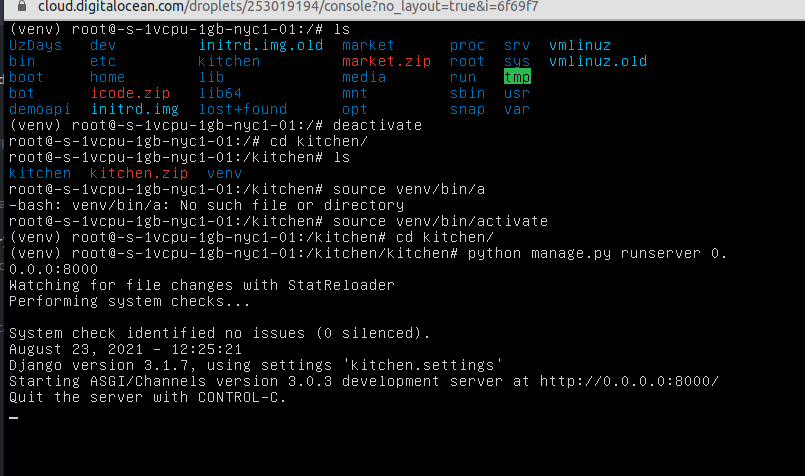 cloud.digitalocean.com/droplets/253019194/console?no_layout=true&i=6f69f7
(venv) root@-s-1vcpu-1gb-nyc1-01:/# ls
UzDays dev initrd.img.old market proc srv vmlinuz
bin etc kitchen market.zip root sys vmlinuz.old
boot home lib media run tmp
bot icode.zip lib64 mnt sbin usr
demoapi initrd.img lost+found opt snap var
(venv) root@-s-1vcpu-1gb-nyc1-01:/# deactivate
root@-s-1vcpu-1gb-nyc1-01:/# cd kitchen/
root@-s-1vcpu-1gb-nyc1-01:/kitchen# ls
kitchen kitchen.zip venv
root@-s-1vcpu-1gb-nyc1-01:/kitchen# source venv/bin/a
-bash: venv/bin/a: No such file or directory
root@-s-1vcpu-1gb-nyc1-01:/kitchen# source venv/bin/activate
(venv) root@-s-1vcpu-1gb-nyc1-01:/kitchen# cd kitchen/
(venv) root@-s-1vcpu-1gb-nyc1-01:/kitchen/kitchen# python manage.py runserver 0.
0.0.0:8000
Watching for file changes with StatReloader
Performing system checks...
System check identified no issues (0 silenced).
August 23, 2021 - 12:25:21
Django version 3.1.7, using settings 'kitchen.settings'
Starting ASGI/Channels version 3.0.3 development server at http://0.0.0.0:8000/
Quit the server with CONTROL-C.